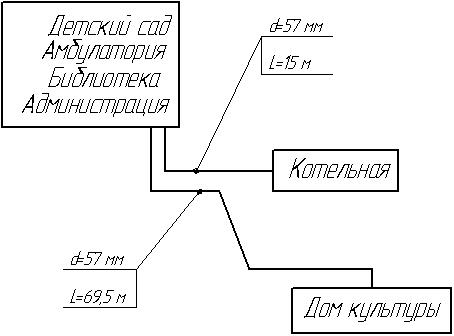 Детский сад
Амбулатория
Библиотека
Администрация
d=57 мм
L=15 м
Котельная
d=57 мм
L=69,5 м
Дом культуры